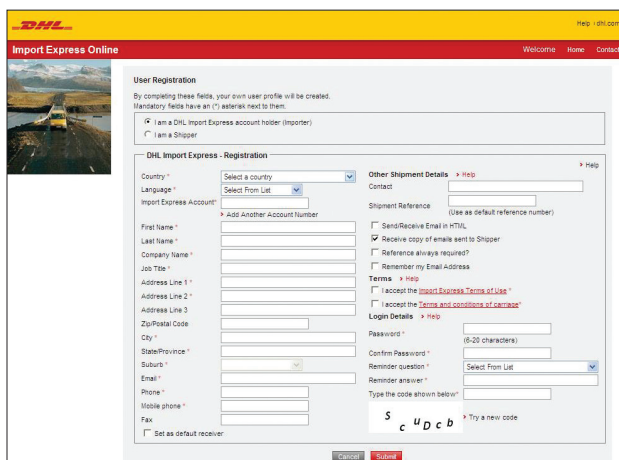 DHL
Help | dhl.com
Import Express Online
Welcome Home Contact
User Registration
By completing these fields, your own user profile will be created.
Mandatory fields have an (*) asterisk next to them.
I am a DHL Import Express account holder (Importer)
I am a Shipper
DHL Import Express - Registration
> Help
Country *
Select a country
Language *
Select From List
Import Express Account*
> Add Another Account Number
First Name *
Last Name *
Company Name *
Job Title *
Address Line 1 *
Address Line 2 *
Address Line 3
Zip/Postal Code
City *
State/Province *
Suburb *
Email *
Phone *
Mobile phone *
Fax
Set as default receiver
Other Shipment Details > Help
Contact
Shipment Reference
(Use as default reference number)
Send/Receive Email in HTML
Receive copy of emails sent to Shipper
Reference always required?
Remember my Email Address
Terms > Help
I accept the Import Express Terms of Use *
I accept the Terms and conditions of carriage*
Login Details > Help
Password *
(6-20 characters)
Confirm Password *
Reminder question *
Select From List
Reminder answer *
Type the code shown below*
S c u D c b
> Try a new code
Cancel Submit